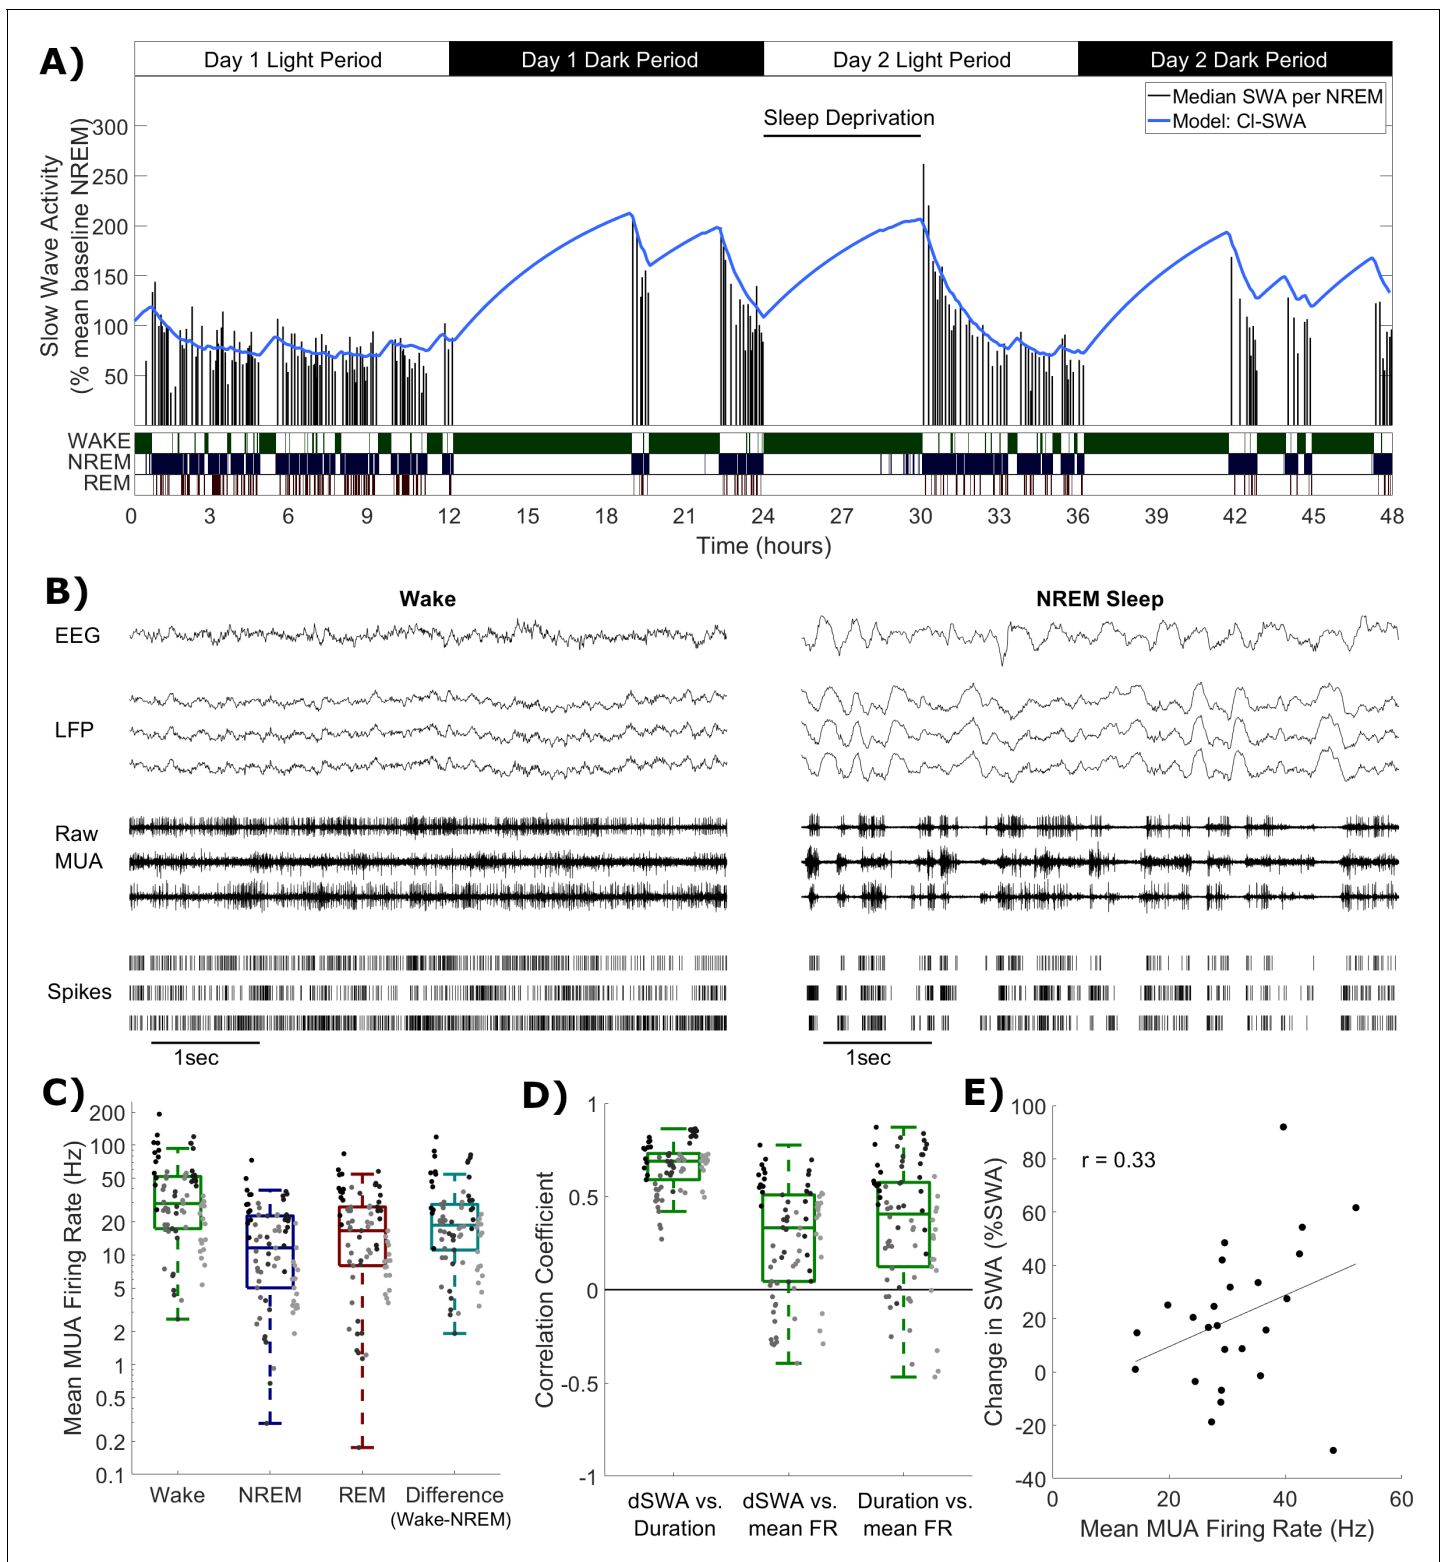 A)
Day 1 Light Period
Day 1 Dark Period
Day 2 Light Period
Day 2 Dark Period
Median SWA per NREM
Model: Cl-SWA
Sleep Deprivation
Slow Wave Activity
(% mean baseline NREM)
300
250
200
150
100
50
WAKE
NREM
REM
0 3 6 9 12 15 18 21 24 27 30 33 36 39 42 45 48
Time (hours)
B)
Wake
NREM Sleep
EEG
LFP
Raw
MUA
Spikes
1sec
1sec
C)
Mean MUA Firing Rate (Hz)
200
100
50
20
10
5
2
1
0.5
0.2
0.1
Wake
NREM
REM
Difference
(Wake-NREM)
D)
Correlation Coefficient
1
0.5
0
-0.5
-1
dSWA vs.
Duration
dSWA vs.
mean FR
Duration vs.
mean FR
E)
Change in SWA (%SWA)
100
80
60
40
20
0
-20
-40
r = 0.33
0 20 40 60
Mean MUA Firing Rate (Hz)